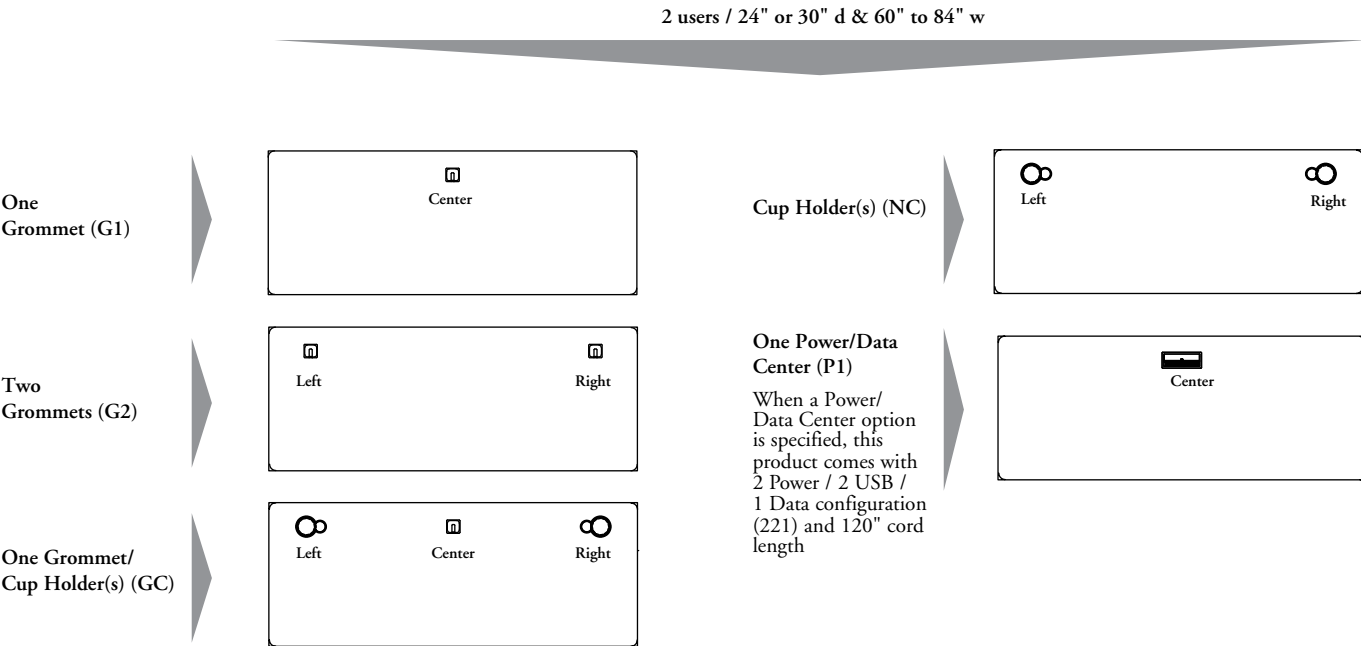 2 users / 24" or 30" d & 60" to 84" w
One
Grommet (G1)
Center
Two
Grommets (G2)
Left
Right
One Grommet/
Cup Holder(s) (GC)
Left
Center
Right
Cup Holder(s) (NC)
Left
Right
One Power/Data
Center (P1)
When a Power/
Data Center option
is specified, this
product comes with
2 Power / 2 USB /
1 Data configuration
(221) and 120" cord
length
Center